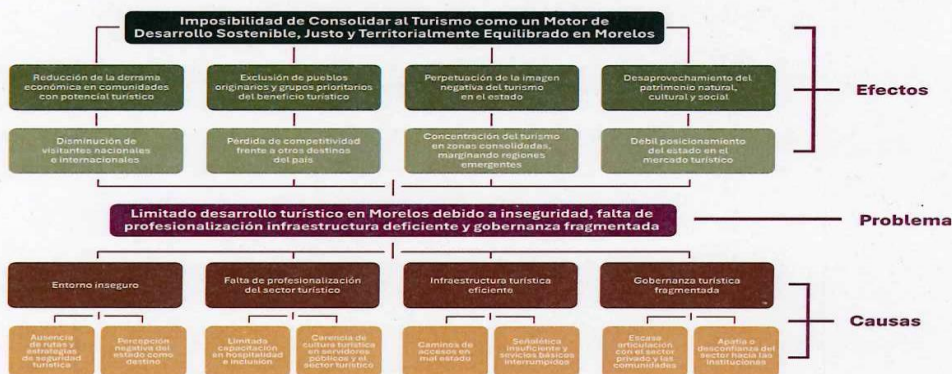 Imposibilidad de Consolidar al Turismo como un Motor de
Desarrollo Sostenible, Justo y Territorialmente Equilibrado en Morelos
Reducción de la derrama
económica en comunidades
con potencial turístico
Exclusión de pueblos
originarios y grupos prioritarios
del beneficio turístico
Perpetuación de la imagen
negativa del turismo
en el estado
Desaprovechamiento del
patrimonio natural,
cultural y social
Efectos
Disminución de
visitantes nacionales
e internacionales
Pérdida de competitividad
frente a otros destinos
del país
Concentración del turismo
en zonas consolidadas,
marginando regiones
emergentes
Débil posicionamiento
del estado en el
mercado turístico
Limitado desarrollo turístico en Morelos debido a inseguridad, falta de
profesionalización infraestructura deficiente y gobernanza fragmentada
Problema
Entorno inseguro
Falta de profesionalización
del sector turístico
Infraestructura turística
eficiente
Gobernanza turística
fragmentada
Causas
Ausencia
de rutas y
estrategias
de seguridad
turística
Percepción
negativa del
estado como
destino
Limitada
capacitación
en hospitalidad
e inclusión
Carencia de
cultura turística
en servidores
públicos y el
sector turístico
Caminos de
accesos en
mal estado
Señalética
insuficiente y
servicios básicos
interrumpidos
Escasa
articulación
con el sector
privado y las
comunidades
Apatía o
desconfianza del
sector hacia las
instituciones